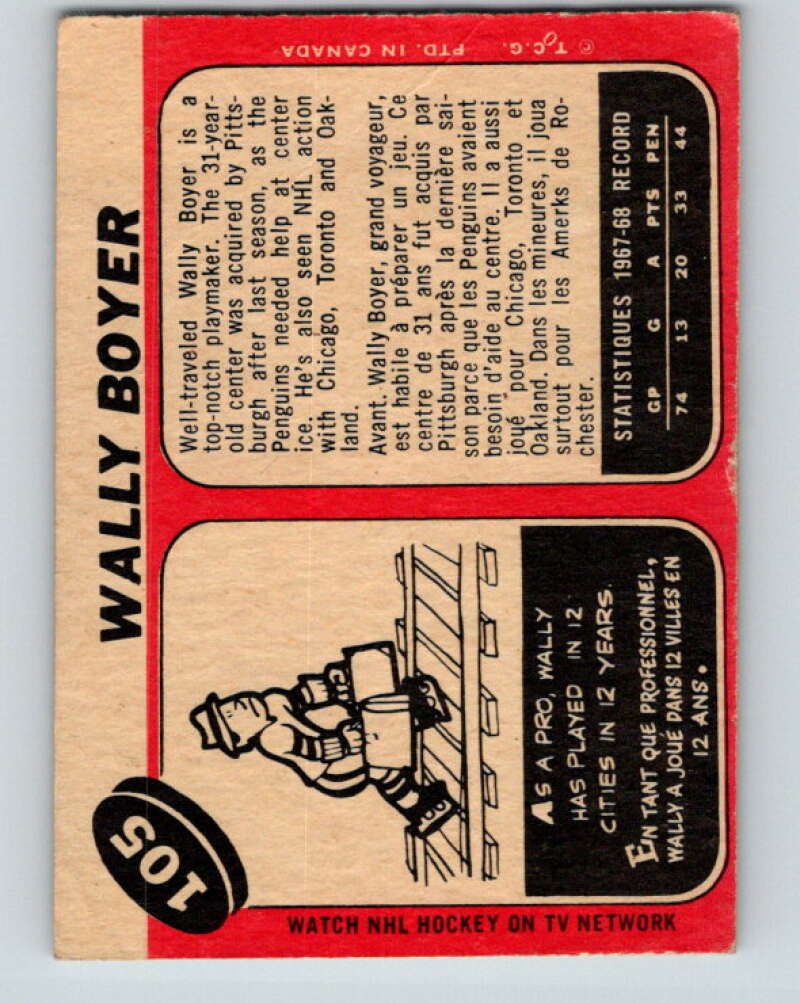 WALLY BOYER
105
Well-traveled Wally Boyer is a
top-notch playmaker. The 31-year-
old center was acquired by Pitts-
burgh after last season, as the
Penguins needed help at center
ice. He's also seen NHL action
with Chicago, Toronto and Oak-
land.
Avant. Wally Boyer, grand voyageur,
est habile à préparer un jeu. Ce
centre de 31 ans fut acquis par
Pittsburgh après la dernière sai-
son parce que les Penguins avaient
besoin d'aide au centre. Il a aussi
joué pour Chicago, Toronto et
Oakland. Dans les mineures, il joua
surtout pour les Amerks de Ro-
chester.
STATISTIQUES 1967-68 RECORD
GP G A PTS PEN
74 13 20 33 44
AS A PRO, WALLY
HAS PLAYED IN 12
CITIES IN 12 YEARS.
EN TANT QUE PROFESSIONNEL,
WALLY A JOUÉ DANS 12 VILLES EN
12 ANS.
WATCH NHL HOCKEY ON TV NETWORK
© T.C.G. PTD. IN CANADA